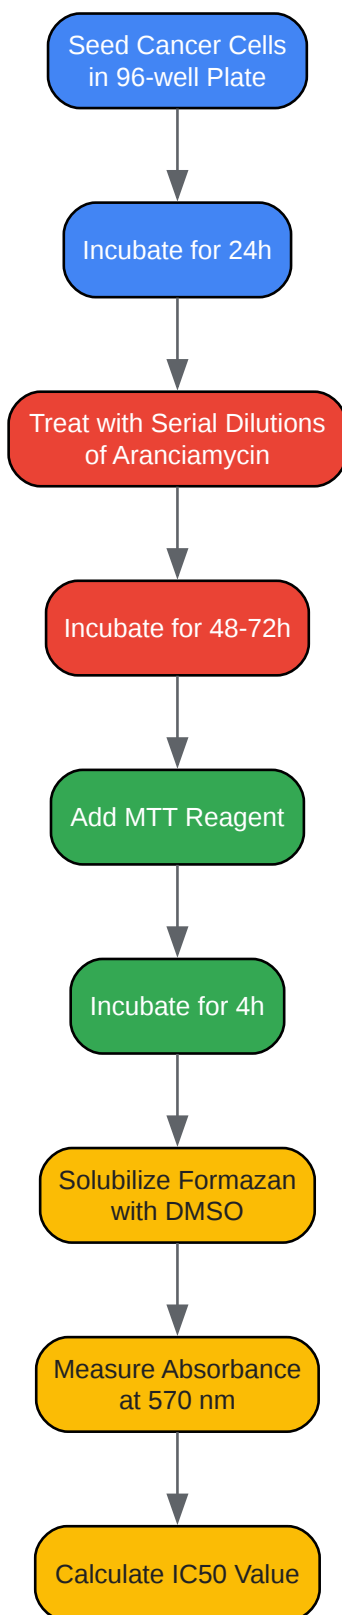 Seed Cancer Cells
in 96-well Plate
Incubate for 24h
Treat with Serial Dilutions
of Aranciamycin
Incubate for 48-72h
Add MTT Reagent
Incubate for 4h
Solubilize Formazan
with DMSO
Measure Absorbance
at 570 nm
Calculate IC50 Value